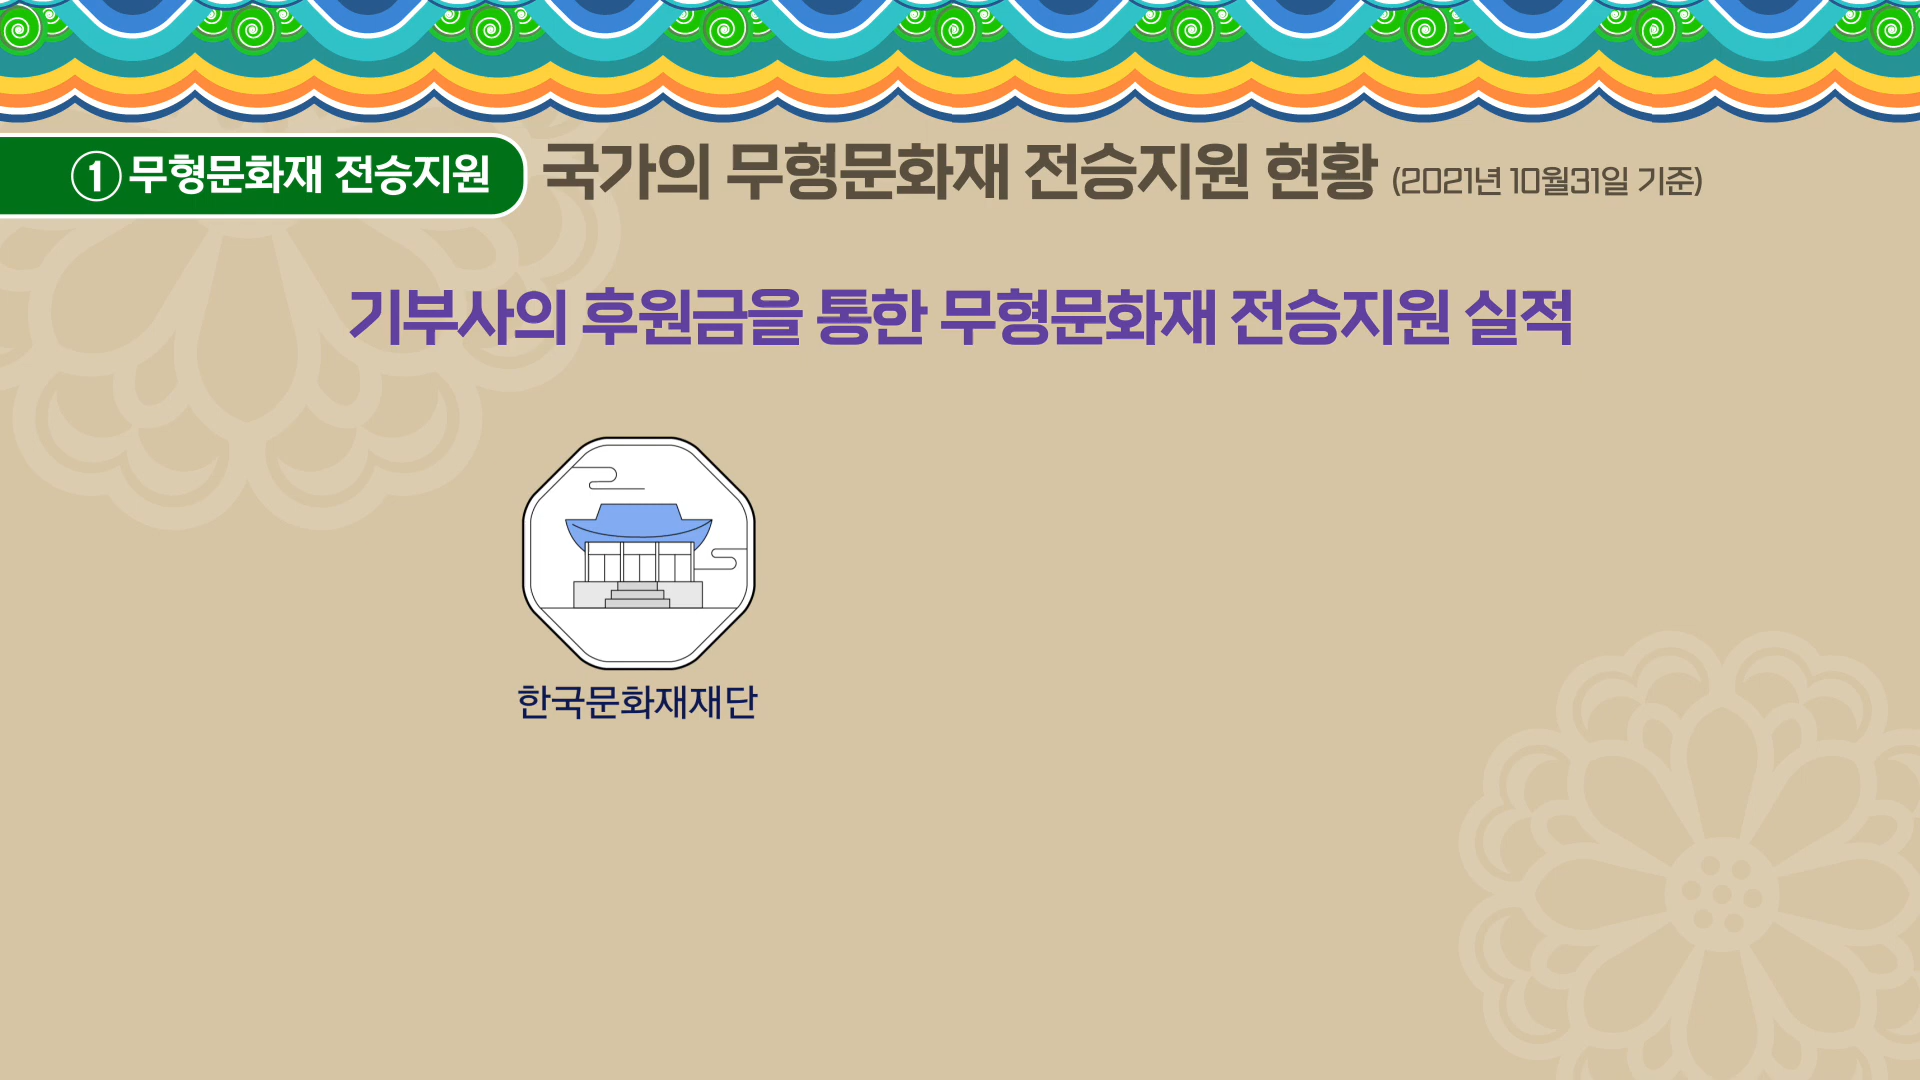 ① 무형문화재 전승지원
국가의 무형문화재 전승지원 현황 (2021년 10월31일 기준)
기부사의 후원금을 통한 무형문화재 전승지원 실적
한국문화재재단